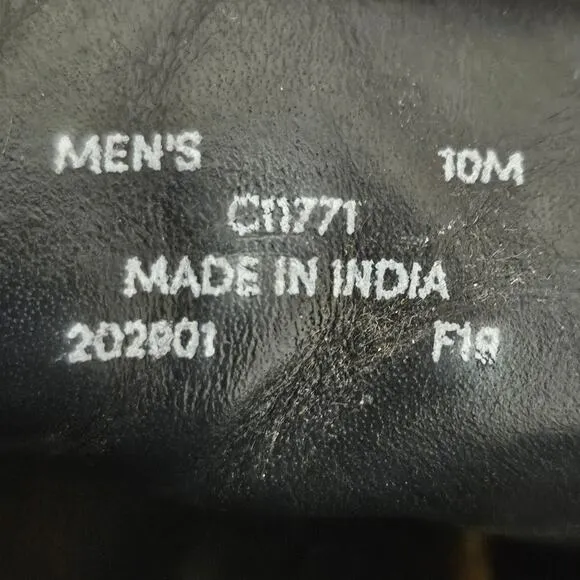 MEN'S 10M
C11771
MADE IN INDIA
202901 F19